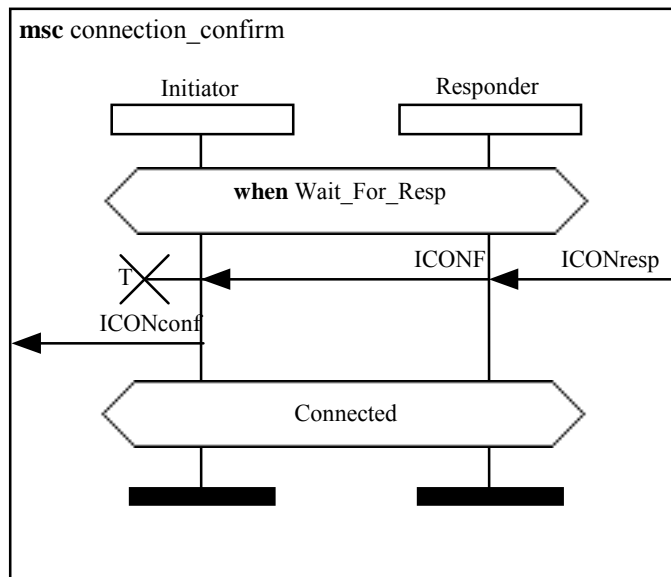 msc connection_confirm
Initiator
Responder
when Wait_For_Resp
ICONF
ICONresp
T
ICONconf
Connected